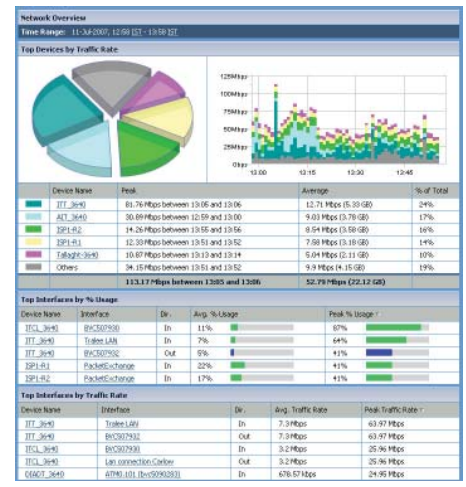 Network Overview
Time Range: 11-Jul-2007, 12:58 IST - 13:58 IST
Top Devices by Traffic Rate
125Mbps
100Mbps
75Mbps
50Mbps
25Mbps
0bps
13:00 13:15 13:30 13:45
Device Name Peak Average % of Total
ITT_3640 81.76 Mbps between 13:05 and 13:06 12.71 Mbps (5.33 GB) 24%
AIT_3640 30.89 Mbps between 12:59 and 13:00 9.03 Mbps (3.78 GB) 17%
ISP1-R2 14.26 Mbps between 13:55 and 13:56 8.54 Mbps (3.58 GB) 16%
ISP1-R1 12.33 Mbps between 13:51 and 13:52 7.58 Mbps (3.18 GB) 14%
Tallaght-3640 10.87 Mbps between 13:13 and 13:14 5.04 Mbps (2.11 GB) 10%
Others 34.15 Mbps between 13:51 and 13:52 9.9 Mbps (4.15 GB) 19%
113.17 Mbps between 13:05 and 13:06 52.79 Mbps (22.12 GB)
Top Interfaces by % Usage
Device Name Interface Dir. Avg. % Usage Peak % Usage
ITCL_3640 BVC507930 In 11% 87%
ITT_3640 Tralee LAN In 7% 64%
ITT_3640 BVC507932 Out 5% 41%
ISP1-R1 PacketExchange In 22% 41%
ISP1-R2 PacketExchange In 17% 41%
Top Interfaces by Traffic Rate
Device Name Interface Dir. Avg. Traffic Rate Peak Traffic Rate
ITT_3640 Tralee LAN In 7.3 Mbps 63.97 Mbps
ITT_3640 BVC507932 Out 7.3 Mbps 63.97 Mbps
ITCL_3640 BVC507930 In 3.2 Mbps 25.96 Mbps
ITCL_3640 Lan connection Carlow Out 3.2 Mbps 25.96 Mbps
OEADT_3640 ATM0.101 (bvc5090283) In 678.57 kbps 24.95 Mbps